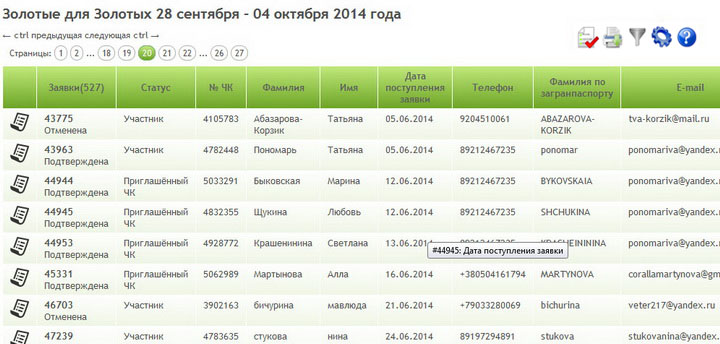 Золотые для Золотых 28 сентября - 04 октября 2014 года
← ctrl предыдущая следующая ctrl →
Страницы: 1 2 ... 18 19 20 21 22 ... 26 27
Заявки(527) Статус № ЧК Фамилия Имя Дата поступления заявки Телефон Фамилия по загранпаспорту E-mail
43775 Отменена Участник 4105783 Абазарова-Корзик Татьяна 05.06.2014 9204510061 ABAZAROVA-KORZIK tva-korzik@mail.ru
43963 Подтверждена Участник 4782448 Пономарь Татьяна 05.06.2014 89212467235 ponomar ponomariva@yandex.
44944 Подтверждена Приглашённый ЧК 5033291 Быковская Марина 12.06.2014 89212467235 BYKOVSKAIA ponomariva@yandex.r
44945 Подтверждена Приглашённый ЧК 4832355 Щукина Любовь 12.06.2014 89212467235 SHCHUKINA ponomariva@yandex.r
44953 Подтверждена Приглашённый ЧК 4928772 Крашенинина Светлана 13.06.2014 89212467235 KRASHEINININA ponomariva@yandex.r
#44945: Дата поступления заявки
45331 Подтверждена Приглашённый ЧК 5062989 Мартынова Алла 16.06.2014 +380504161794 MARTYNOVA corallamartynova@gm
46703 Отменена Участник 3902163 бичурина мавлюда 21.06.2014 +79033280069 bichurina veter217@yandex.ru
47239 Участник 4783635 стукова нина 24.06.2014 89197294891 stukova stukovanina@yandex.